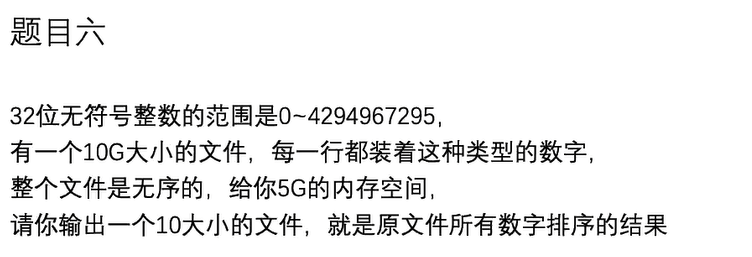 题目六
32位无符号整数的范围是0~4294967295，
有一个10G大小的文件，每一行都装着这种类型的数字，
整个文件是无序的，给你5G的内存空间，
请你输出一个10大小的文件，就是原文件所有数字排序的结果